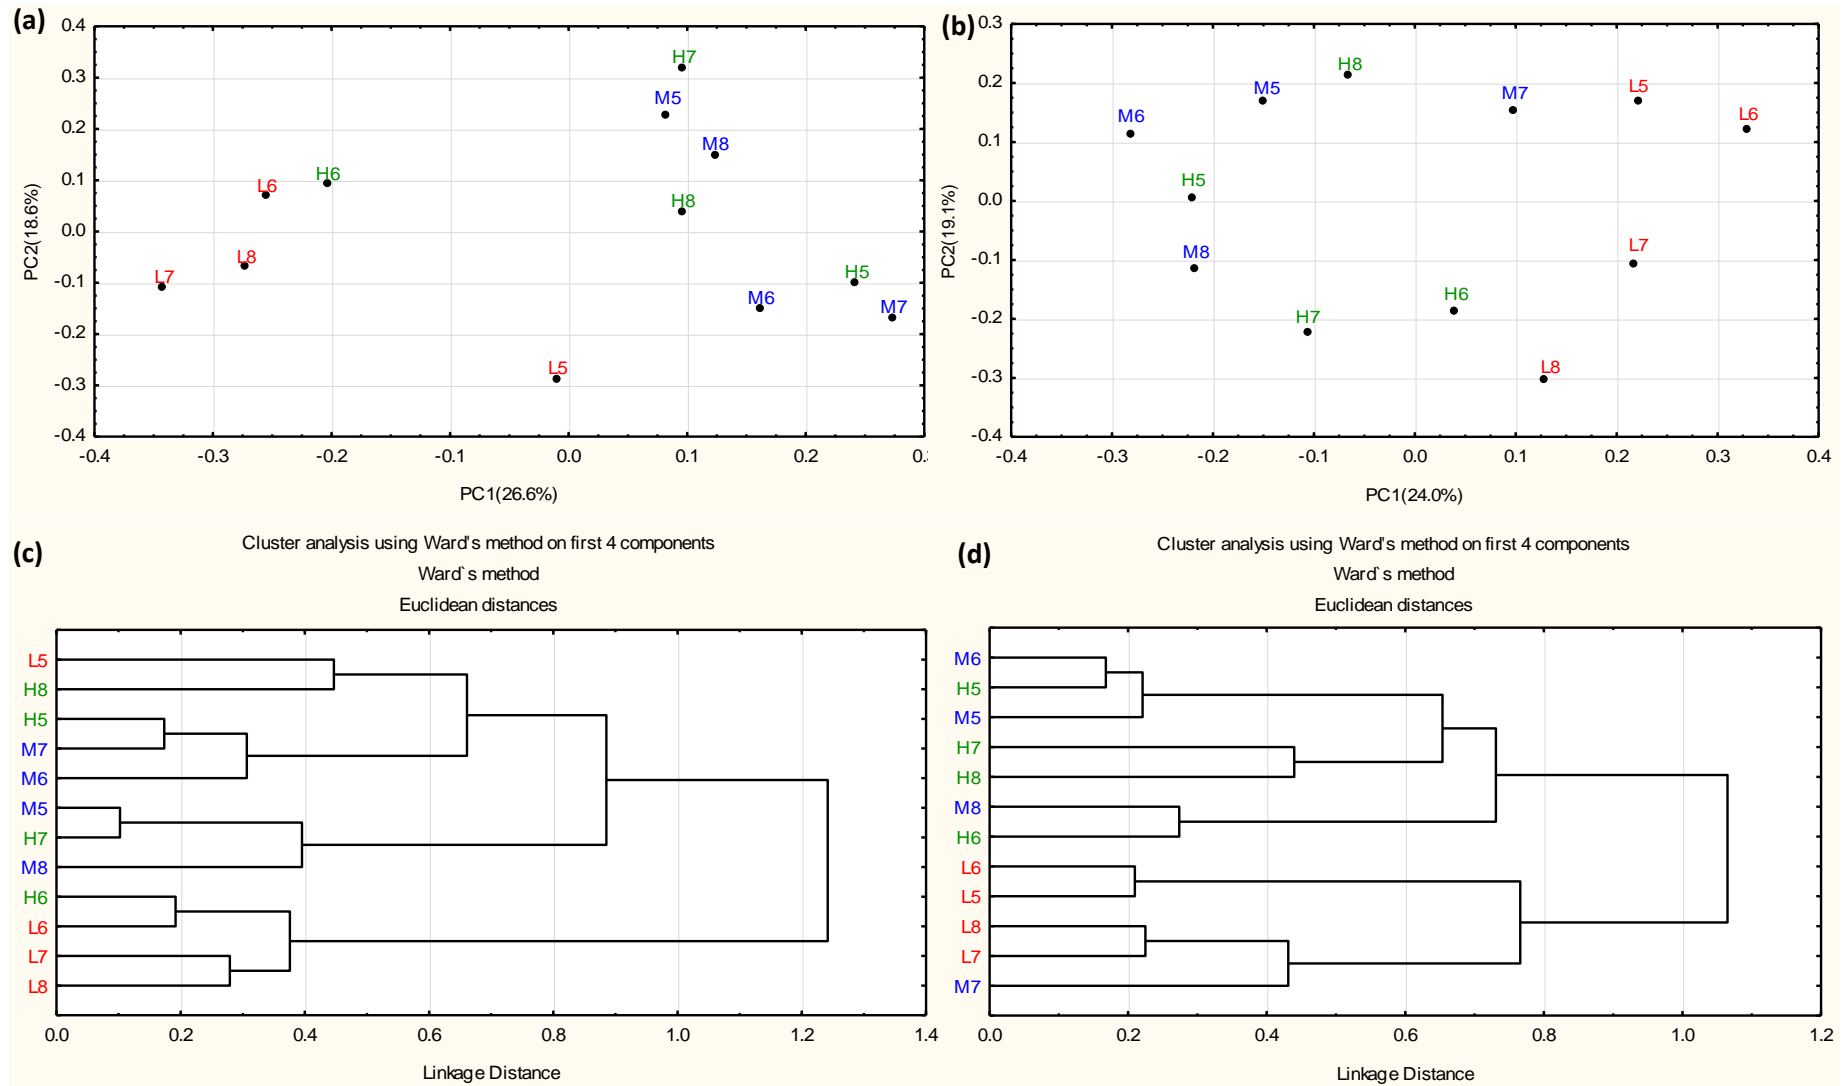 (a)
0.4
0.3
0.2
0.1
0.0
-0.1
-0.2
-0.3
-0.4
PC2(18.6%)
H7
M5
M8
L6
H6
H8
L8
L7
H5
M6
M7
L5
-0.4 -0.3 -0.2 -0.1 0.0 0.1 0.2
PC1(26.6%)
(b)
0.3
0.2
0.1
0.0
-0.1
-0.2
-0.3
-0.4
PC2(19.1%)
H8
M5
M7
L5
M6
L6
H5
M8
L7
H6
H7
L8
-0.4 -0.3 -0.2 -0.1 0.0 0.1 0.2 0.3 0.4
PC1(24.0%)
(c)
Cluster analysis using Ward's method on first 4 components
Ward`s method
Euclidean distances
L5
H8
H5
M7
M6
M5
H7
M8
H6
L6
L7
L8
0.0 0.2 0.4 0.6 0.8 1.0 1.2 1.4
Linkage Distance
(d)
Cluster analysis using Ward's method on first 4 components
Ward`s method
Euclidean distances
M6
H5
M5
H7
H8
M8
H6
L6
L5
L8
L7
M7
0.0 0.2 0.4 0.6 0.8 1.0 1.2
Linkage Distance